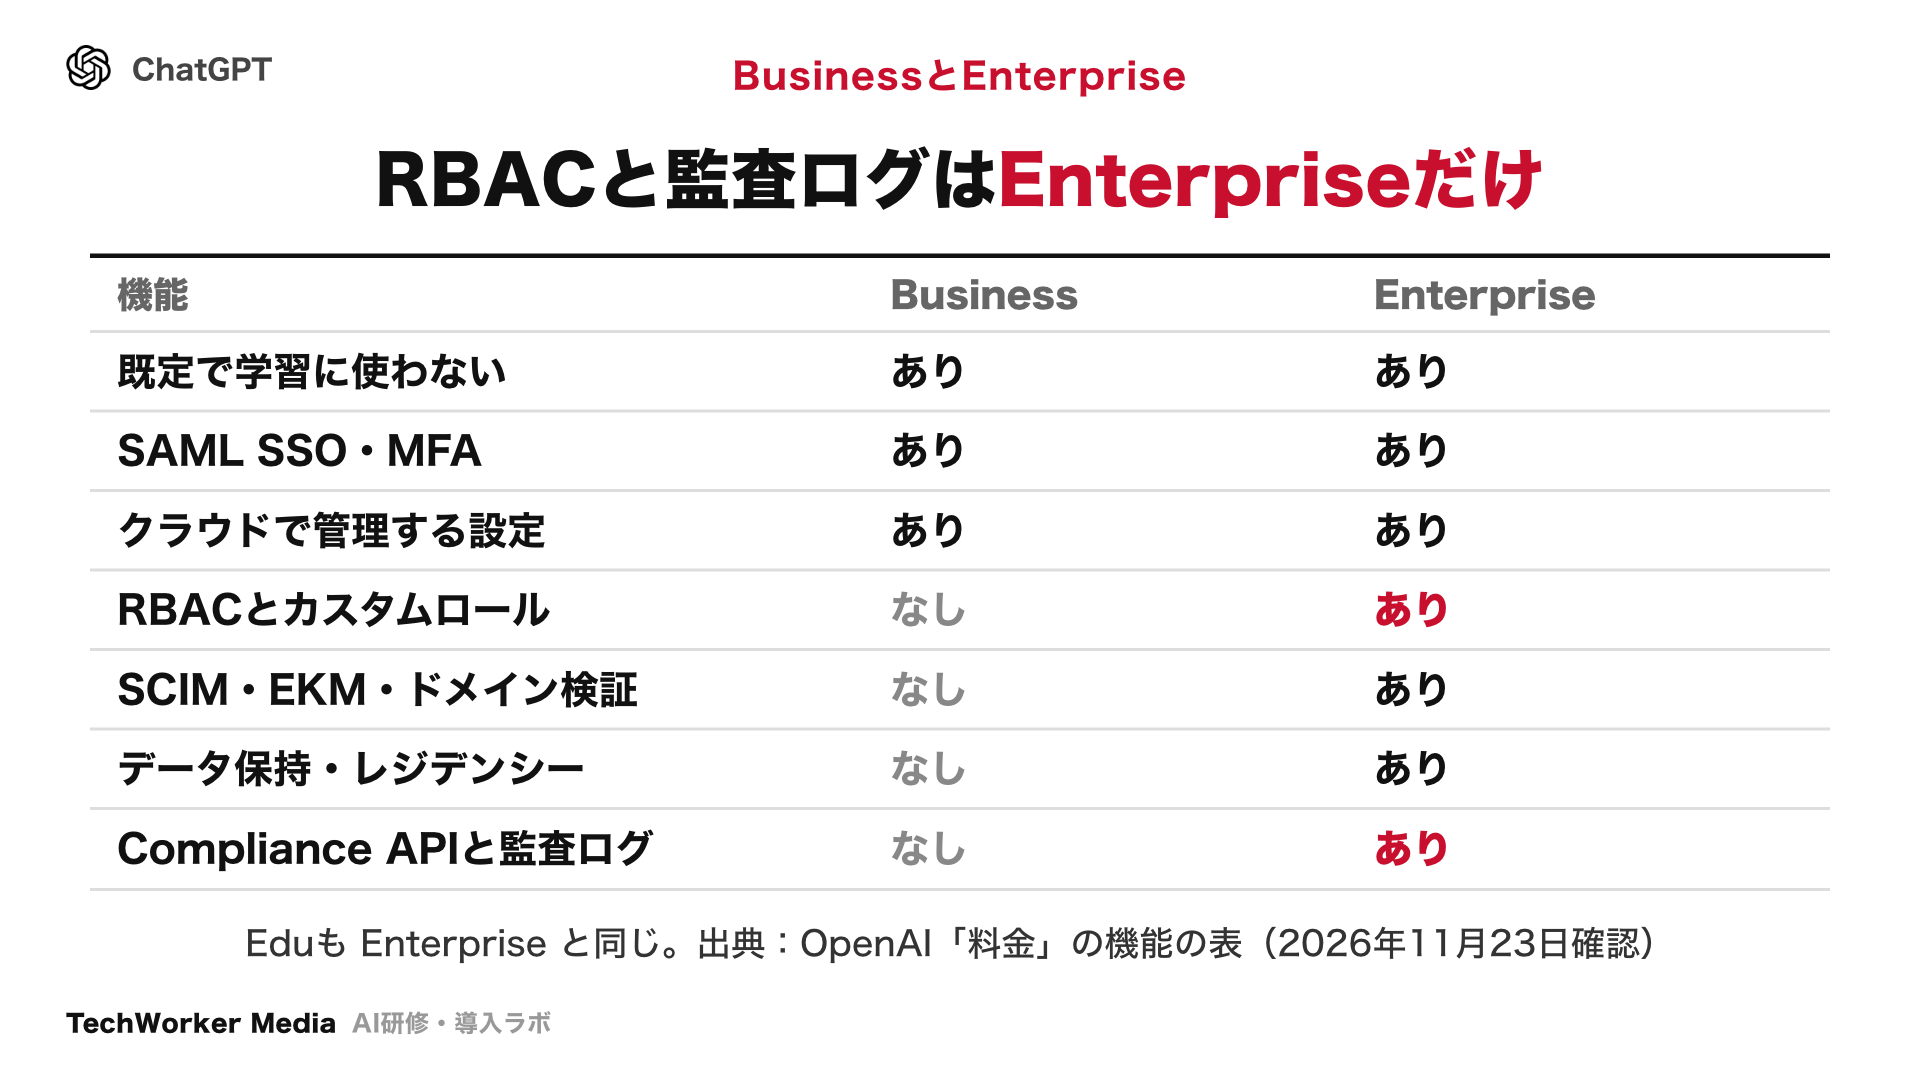 ChatGPT
BusinessとEnterprise
RBACと監査ログはEnterpriseだけ
機能 Business Enterprise
既定で学習に使わない あり あり
SAML SSO・MFA あり あり
クラウドで管理する設定 あり あり
RBACとカスタムロール なし あり
SCIM・EKM・ドメイン検証 なし あり
データ保持・レジデンシー なし あり
Compliance APIと監査ログ なし あり
Eduも Enterprise と同じ。出典：OpenAI「料金」の機能の表（2026年11月23日確認）
TechWorker Media AI研修・導入ラボ